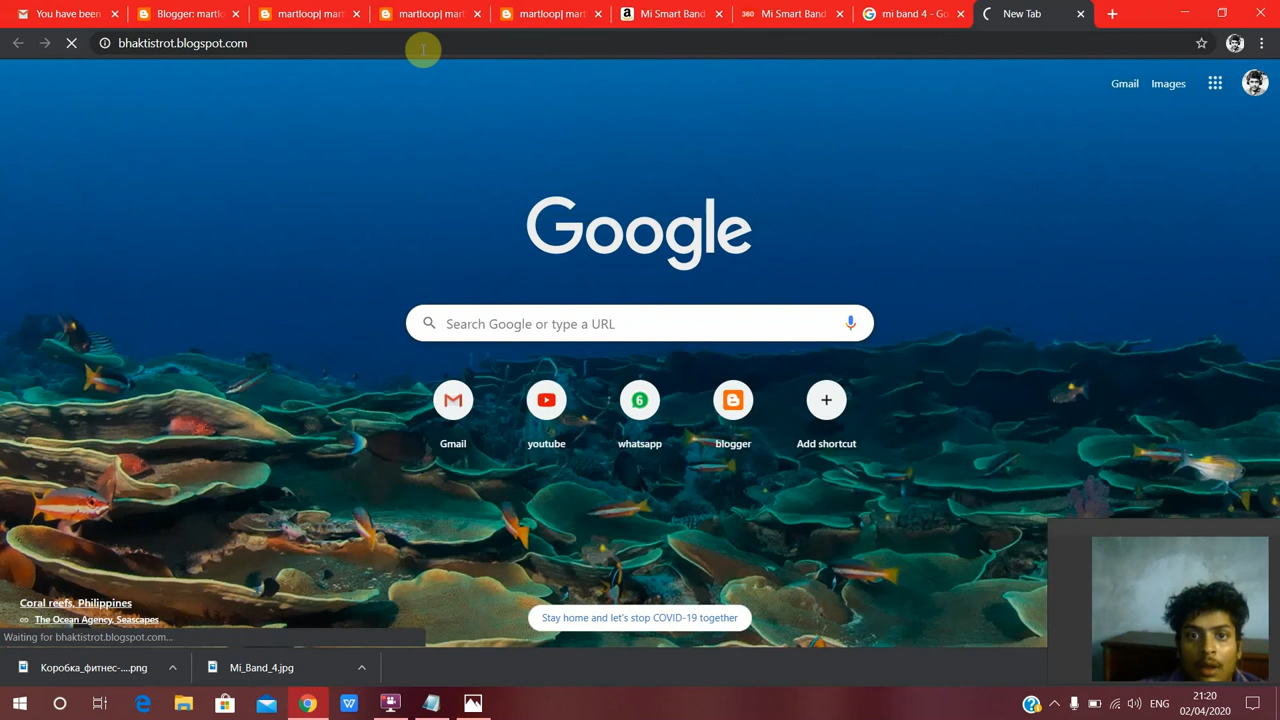 You have been
Blogger: martlo
martloop| mart
martloop| mart
martloop| mart
a Mi Smart Band
360 Mi Smart Band
mi band 4 - Go
New Tab
bhaktistrot.blogspot.com
Gmail Images
Google
Search Google or type a URL
6
Gmail youtube whatsapp blogger Add shortcut
Coral reefs, Philippines
The Ocean Agency, Seascapes
Stay home and let's stop COVID-19 together
Waiting for bhaktistrot.blogspot.com...
Коробка_фитнес-....png
Mi_Band_4.jpg
ENG
21:20
02/04/2020